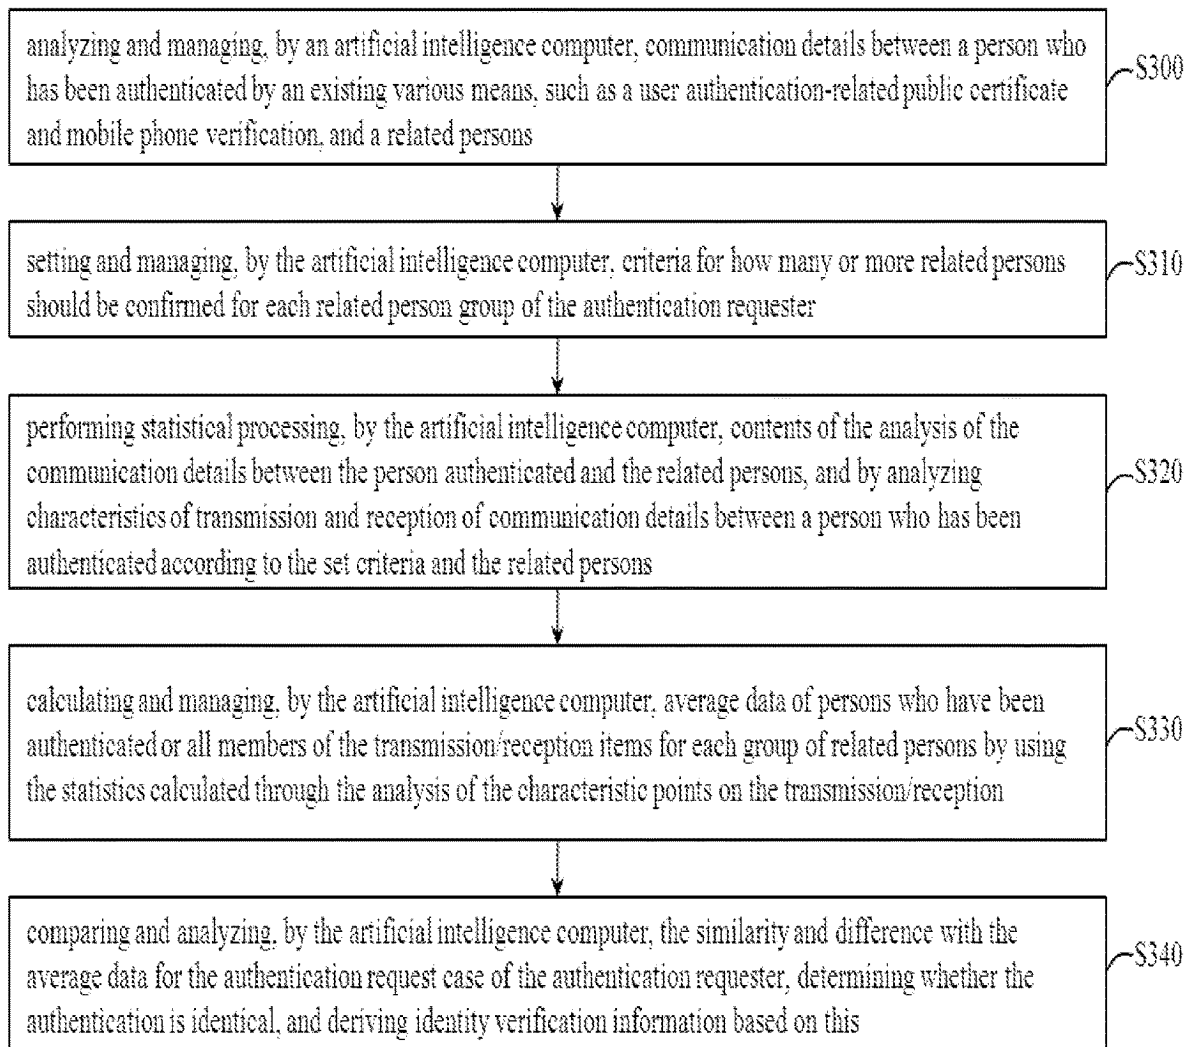 analyzing and managing, by an artificial intelligence computer, communication details between a person who
has been authenticated by an existing various means, such as a user authentication-related public certificate
and mobile phone verification, and a related persons
S300
setting and managing, by the artificial intelligence computer, criteria for how many or more related persons
should be confirmed for each related person group of the authentication requester
S310
performing statistical processing, by the artificial intelligence computer, contents of the analysis of the
communication details between the person authenticated and the related persons, and by analyzing
characteristics of transmission and reception of communication details between a person who has been
authenticated according to the set criteria and the related persons
S320
calculating and managing, by the artificial intelligence computer, average data of persons who have been
authenticated or all members of the transmission/reception items for each group of related persons by using
the statistics calculated through the analysis of the characteristic points on the transmission/reception
S330
comparing and analyzing, by the artificial intelligence computer, the similarity and difference with the
average data for the authentication request case of the authentication requester, determining whether the
authentication is identical, and deriving identity verification information based on this
S340